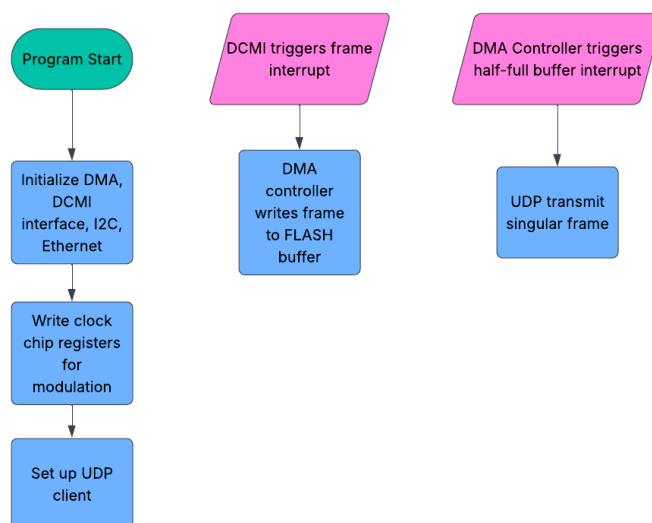 Program Start
Initialize DMA,
DCMI
interface, I2C,
Ethernet
Write clock
chip registers
for
modulation
Set up UDP
client
DCMI triggers frame
interrupt
DMA
controller
writes frame
to FLASH
buffer
DMA Controller triggers
half-full buffer interrupt
UDP transmit
singular frame